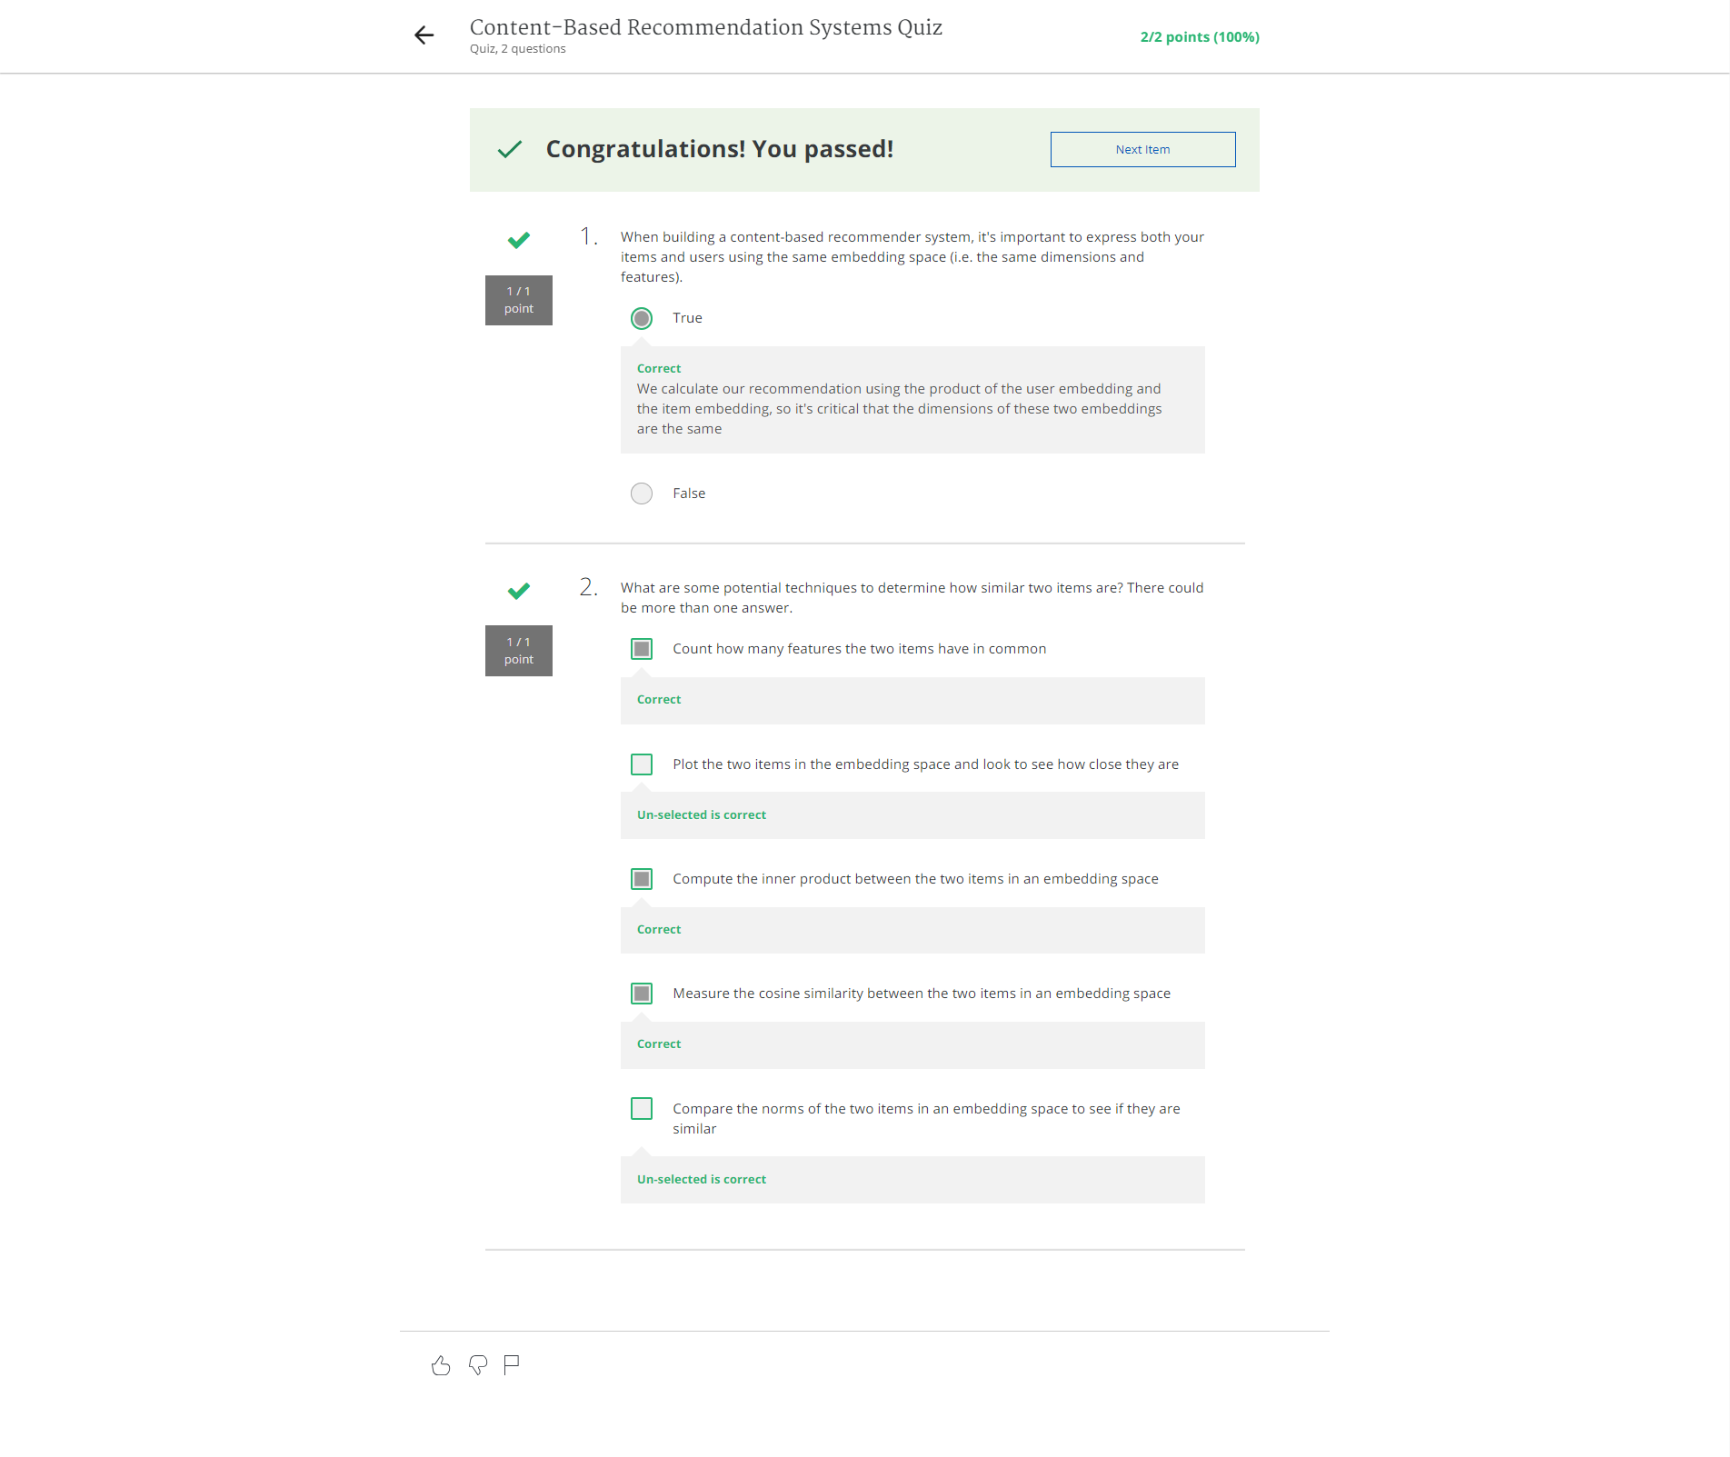 Content-Based Recommendation Systems Quiz
Quiz, 2 questions
2/2 points (100%)
Congratulations! You passed!
Next Item
1 / 1
point
1.
When building a content-based recommender system, it's important to express both your
items and users using the same embedding space (i.e. the same dimensions and
features).
True
Correct
We calculate our recommendation using the product of the user embedding and
the item embedding, so it's critical that the dimensions of these two embeddings
are the same
False
1 / 1
point
2.
What are some potential techniques to determine how similar two items are? There could
be more than one answer.
Count how many features the two items have in common
Correct
Plot the two items in the embedding space and look to see how close they are
Un-selected is correct
Compute the inner product between the two items in an embedding space
Correct
Measure the cosine similarity between the two items in an embedding space
Correct
Compare the norms of the two items in an embedding space to see if they are
similar
Un-selected is correct